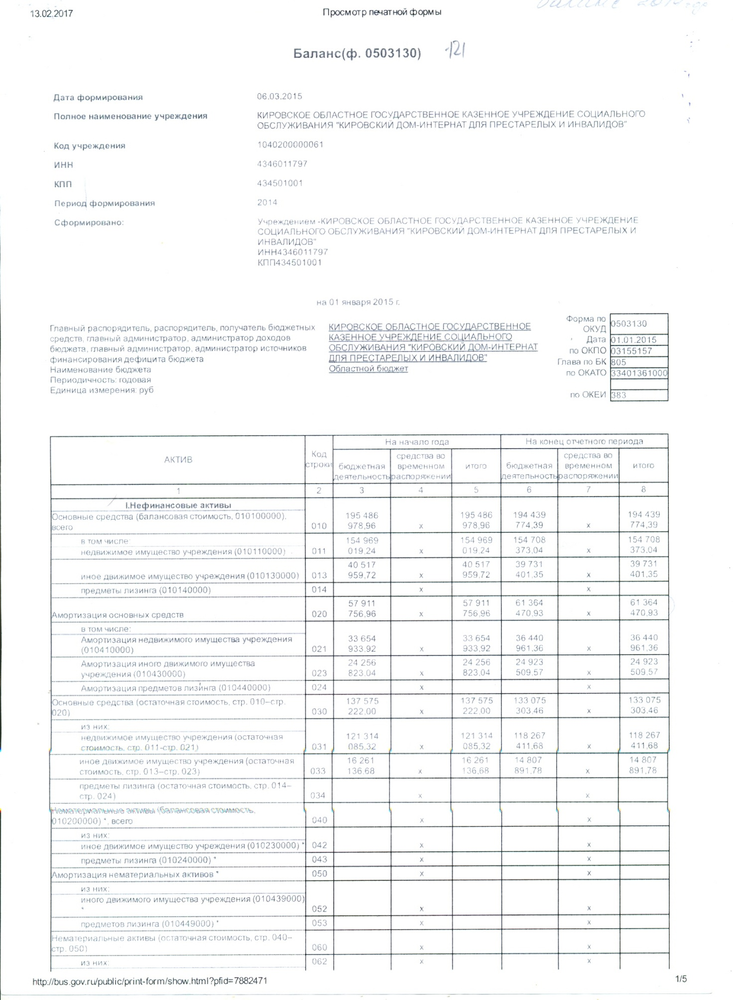 13.02.2017
Просмотр печатной формы
Баланс(ф. 0503130)
121
Дата формирования 06.03.2015
Полное наименование учреждения КИРОВСКОЕ ОБЛАСТНОЕ ГОСУДАРСТВЕННОЕ КАЗЕННОЕ УЧРЕЖДЕНИЕ СОЦИАЛЬНОГО
ОБСЛУЖИВАНИЯ "КИРОВСКИЙ ДОМ-ИНТЕРНАТ ДЛЯ ПРЕСТАРЕЛЫХ И ИНВАЛИДОВ"
Код учреждения 1040200000061
ИНН 4346011797
КПП 434501001
Период формирования 2014
Сформировано: Учреждением -КИРОВСКОЕ ОБЛАСТНОЕ ГОСУДАРСТВЕННОЕ КАЗЕННОЕ УЧРЕЖДЕНИЕ
СОЦИАЛЬНОГО ОБСЛУЖИВАНИЯ "КИРОВСКИЙ ДОМ-ИНТЕРНАТ ДЛЯ ПРЕСТАРЕЛЫХ И
ИНВАЛИДОВ"
ИНН4346011797
КПП434501001
на 01 января 2015 г.
Главный распорядитель, распорядитель, получатель бюджетных
средств, главный администратор, администратор доходов
бюджета, главный администратор, администратор источников
финансирования дефицита бюджета
Наименование бюджета
Периодичность: годовая
Единица измерения: руб
КИРОВСКОЕ ОБЛАСТНОЕ ГОСУДАРСТВЕННОЕ
КАЗЕННОЕ УЧРЕЖДЕНИЕ СОЦИАЛЬНОГО
ОБСЛУЖИВАНИЯ "КИРОВСКИЙ ДОМ-ИНТЕРНАТ
ДЛЯ ПРЕСТАРЕЛЫХ И ИНВАЛИДОВ"
Областной бюджет
Форма по
ОКУД 0503130
Дата 01.01.2015
по ОКПО 03155157
Глава по БК 805
по ОКАТО 33401361000
по ОКЕИ 383
АКТИВ
Код
строки
На начало года
бюджетная
деятельность
средства во
временном
распоряжении
итого
На конец отчетного периода
бюджетная
деятельность
средства во
временном
распоряжении
итого
1 2 3 4 5 6 7 8
I.Нефинансовые активы
Основные средства (балансовая стоимость, 010100000), 195 486 195 486 194 439 194 439
всего 010 978,96 x 978,96 774,39 x 774,39
в том числе: 154 969 154 969 154 708 154 708
недвижимое имущество учреждения (010110000) 011 019,24 x 019,24 373,04 x 373,04
40 517 40 517 39 731 39 731
иное движимое имущество учреждения (010130000) 013 959,72 x 959,72 401,35 x 401,35
предметы лизинга (010140000) 014 x x
57 911 57 911 61 364 61 364
Амортизация основных средств 020 756,96 x 756,96 470,93 x 470,93
в том числе:
Амортизация недвижимого имущества учреждения 33 654 33 654 36 440 36 440
(010410000) 021 933,92 x 933,92 961,36 x 961,36
Амортизация иного движимого имущества 24 256 24 256 24 923 24 923
учреждения (010430000) 023 823,04 x 823,04 509,57 x 509,57
Амортизация предметов лизинга (010440000) 024 x x
Основные средства (остаточная стоимость, стр. 010–стр. 137 575 137 575 133 075 133 075
020) 030 222,00 x 222,00 303,46 x 303,46
из них:
недвижимое имущество учреждения (остаточная 121 314 121 314 118 267 118 267
стоимость, стр. 011-стр. 021) 031 085,32 x 085,32 411,68 x 411,68
иное движимое имущество учреждения (остаточная 16 261 16 261 14 807 14 807
стоимость, стр. 013–стр. 023) 033 136,68 x 136,68 891,78 x 891,78
предметы лизинга (остаточная стоимость, стр. 014–
стр. 024) 034 x x
Нематериальные активы (балансовая стоимость,
010200000) *, всего 040 x x
из них:
иное движимое имущество учреждения (010230000) * 042 x x
предметы лизинга (010240000) * 043 x x
Амортизация нематериальных активов * 050 x x
из них:
иного движимого имущества учреждения (010439000)
* 052 x x
предметов лизинга (010449000) * 053 x x
Нематериальные активы (остаточная стоимость, стр. 040–
стр. 050) 060 x x
из них: 062 x x
http://bus.gov.ru/public/print-form/show.html?pfid=7882471
1/5